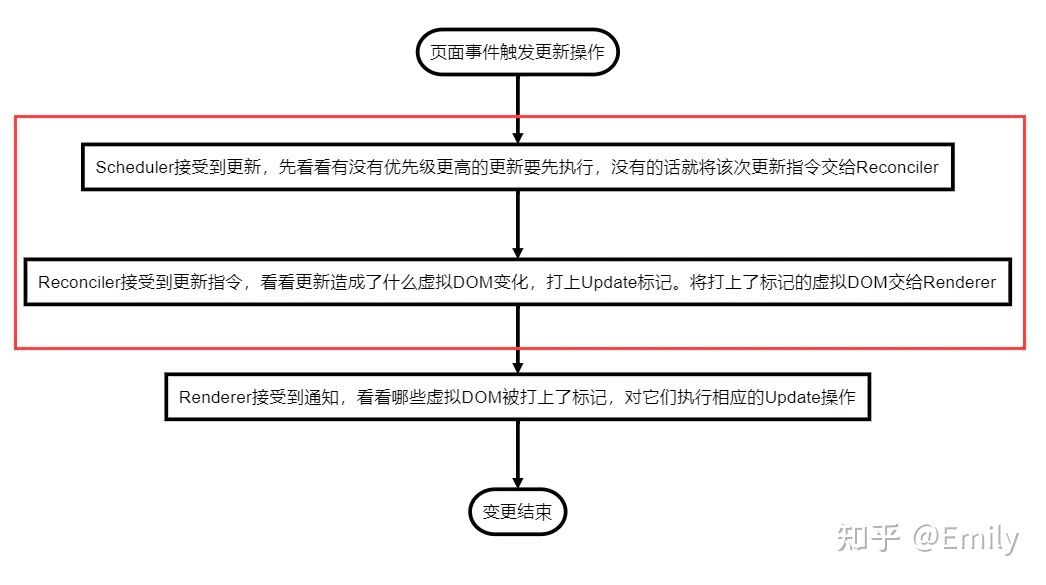 页面事件触发更新操作
Scheduler接受到更新，先看看有没有优先级更高的更新要先执行，没有的话就将该次更新指令交给Reconciler
Reconciler接受到更新指令，看看更新造成了什么虚拟DOM变化，打上Update标记。将打上了标记的虚拟DOM交给Renderer
Renderer接受到通知，看看哪些虚拟DOM被打上了标记，对它们执行相应的Update操作
变更结束
知乎 @Emily